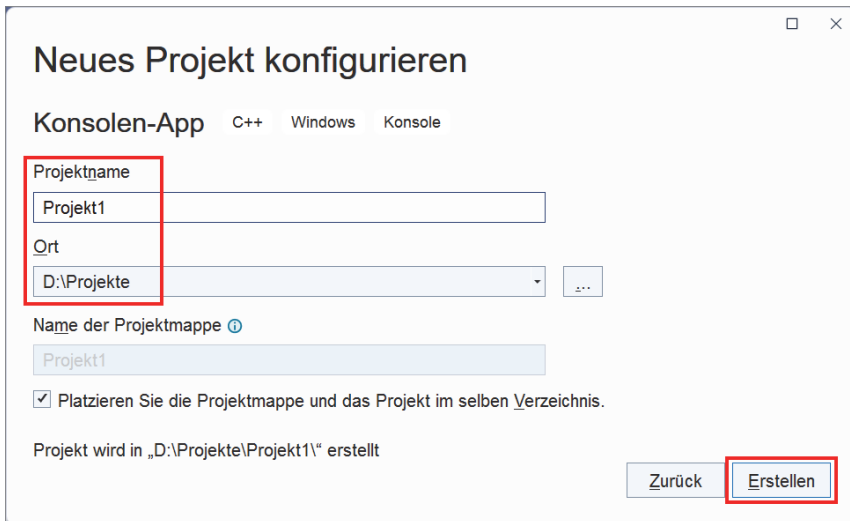 Neues Projekt konfigurieren
Konsolen-App C++ Windows Konsole
Projektname
Projekt1
Ort
D:\Projekte
...
Name der Projektmappe
Projekt1
Platzieren Sie die Projektmappe und das Projekt im selben Verzeichnis.
Projekt wird in „D:\Projekte\Projekt1\“ erstellt
Zurück Erstellen